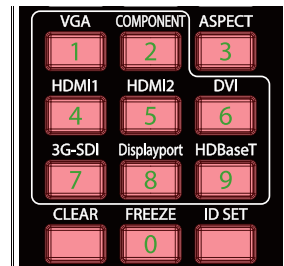 VGA COMPONENT ASPECT
1 2 3
HDMI1 HDMI2 DVI
4 5 6
3G-SDI Displayport HDBaseT
7 8 9
CLEAR FREEZE ID SET
0